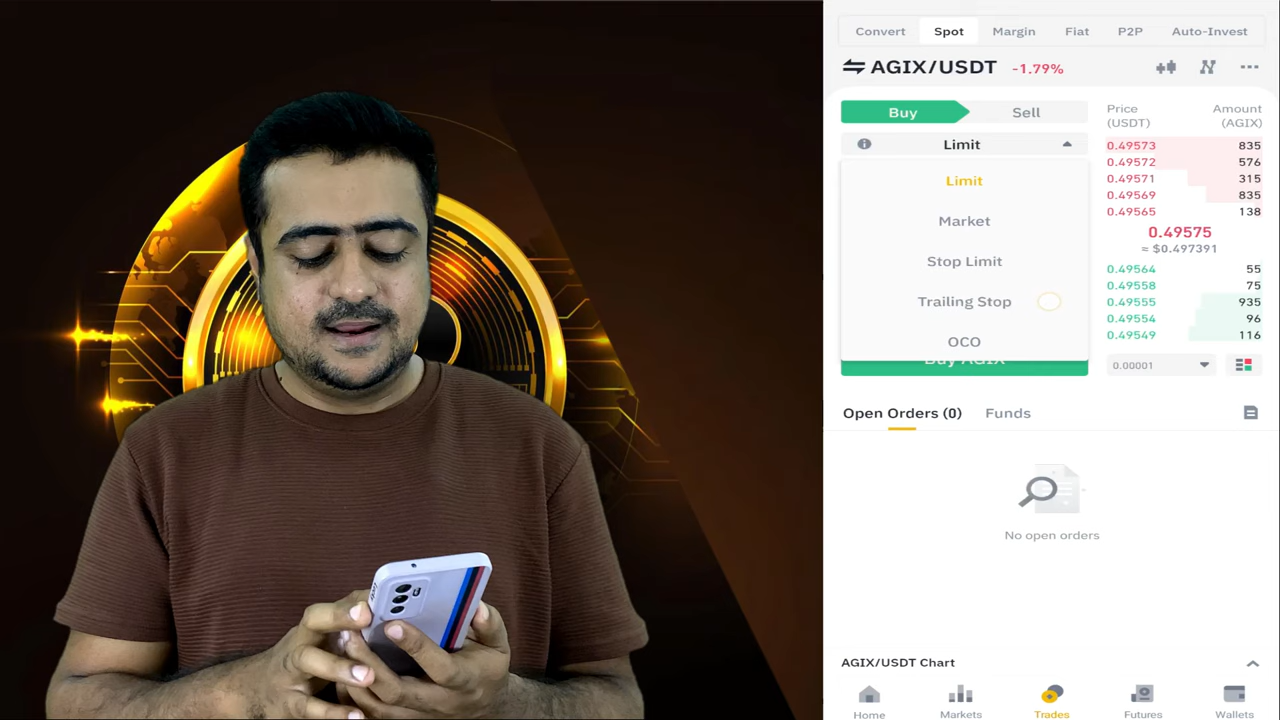 Convert Spot Margin Fiat P2P Auto-Invest
AGIX/USDT -1.79%
Buy Sell
Limit
Limit
Market
Stop Limit
Trailing Stop
OCO
Buy AGIX
Price Amount
(USDT) (AGIX)
0.49573 835
0.49572 576
0.49571 315
0.49569 835
0.49565 138
0.49575
≈ $0.497391
0.49564 55
0.49558 75
0.49555 935
0.49554 96
0.49549 116
0.00001
Open Orders (0) Funds
No open orders
AGIX/USDT Chart
Home Markets Trades Futures Wallets